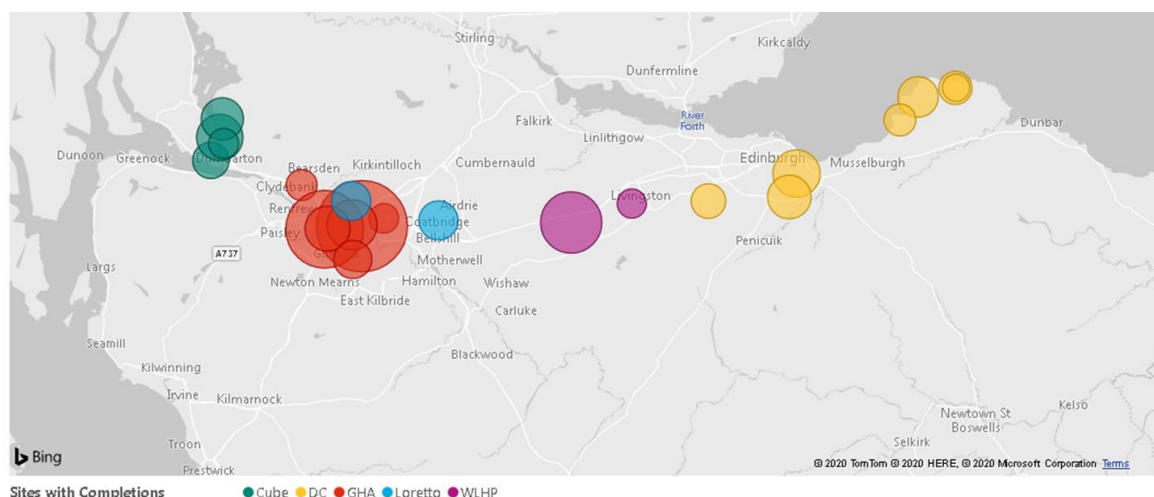 Kirkcaldy
Stirling
Dunfermline
River
Forth
Falkirk
Linlithgow
Dunbar
Dunoon
Greenock
Dumbarton
Bearsden
Kirkintilloch
Cumbernauld
Edinburgh
Musselburgh
Clydebank
Renfrew
Airdrie
Livingston
Coatbridge
Paisley
Bellshill
Penicuik
A737
Motherwell
Largs
Newton Mearns
Hamilton
Wishaw
East Kilbride
Carluke
Seamill
Blackwood
Kilwinning
Irvine
Kilmarnock
Kelso
Newtown St
Boswells
Troon
Selkirk
Bing
© 2020 TomTom © 2020 HERE, © 2020 Microsoft Corporation Terms
Prestwick
Sites with Completions Cube DC GHA Loretto WLHP